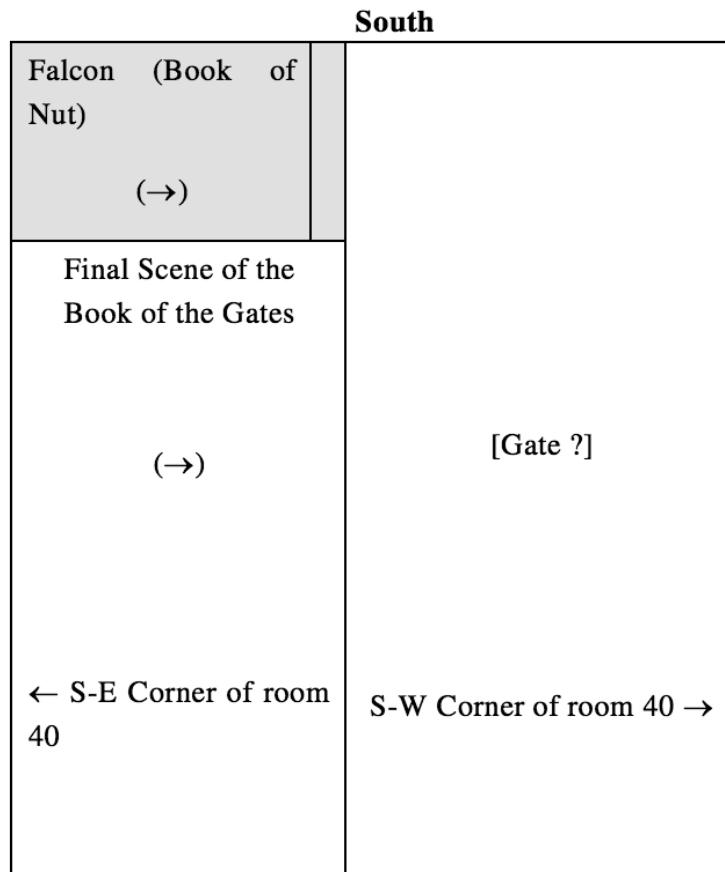 South
Falcon (Book of
Nut)
(→)
Final Scene of the
Book of the Gates
(→)
[Gate ?]
← S-E Corner of room
40
S-W Corner of room 40 →